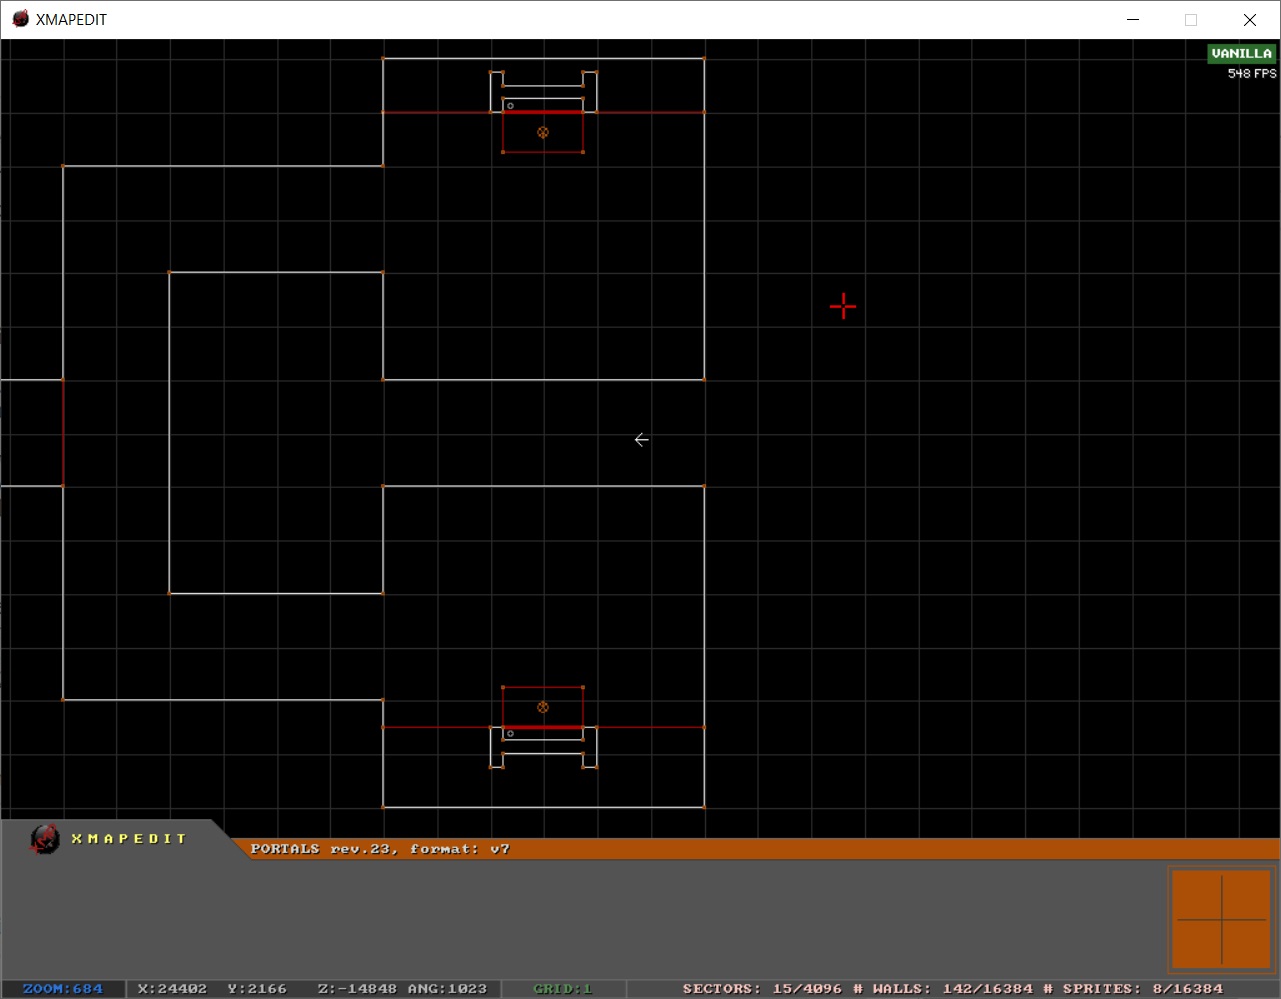 XMAPEDIT
VANILLA
548 FPS
XMAPEDIT
PORTALS rev.23, format: v7
ZOOM:684 X:24402 Y:2166 Z:-14848 ANG:1023 GRID:1 SECTORS: 15/4096 # WALLS: 142/16384 # SPRITES: 8/16384